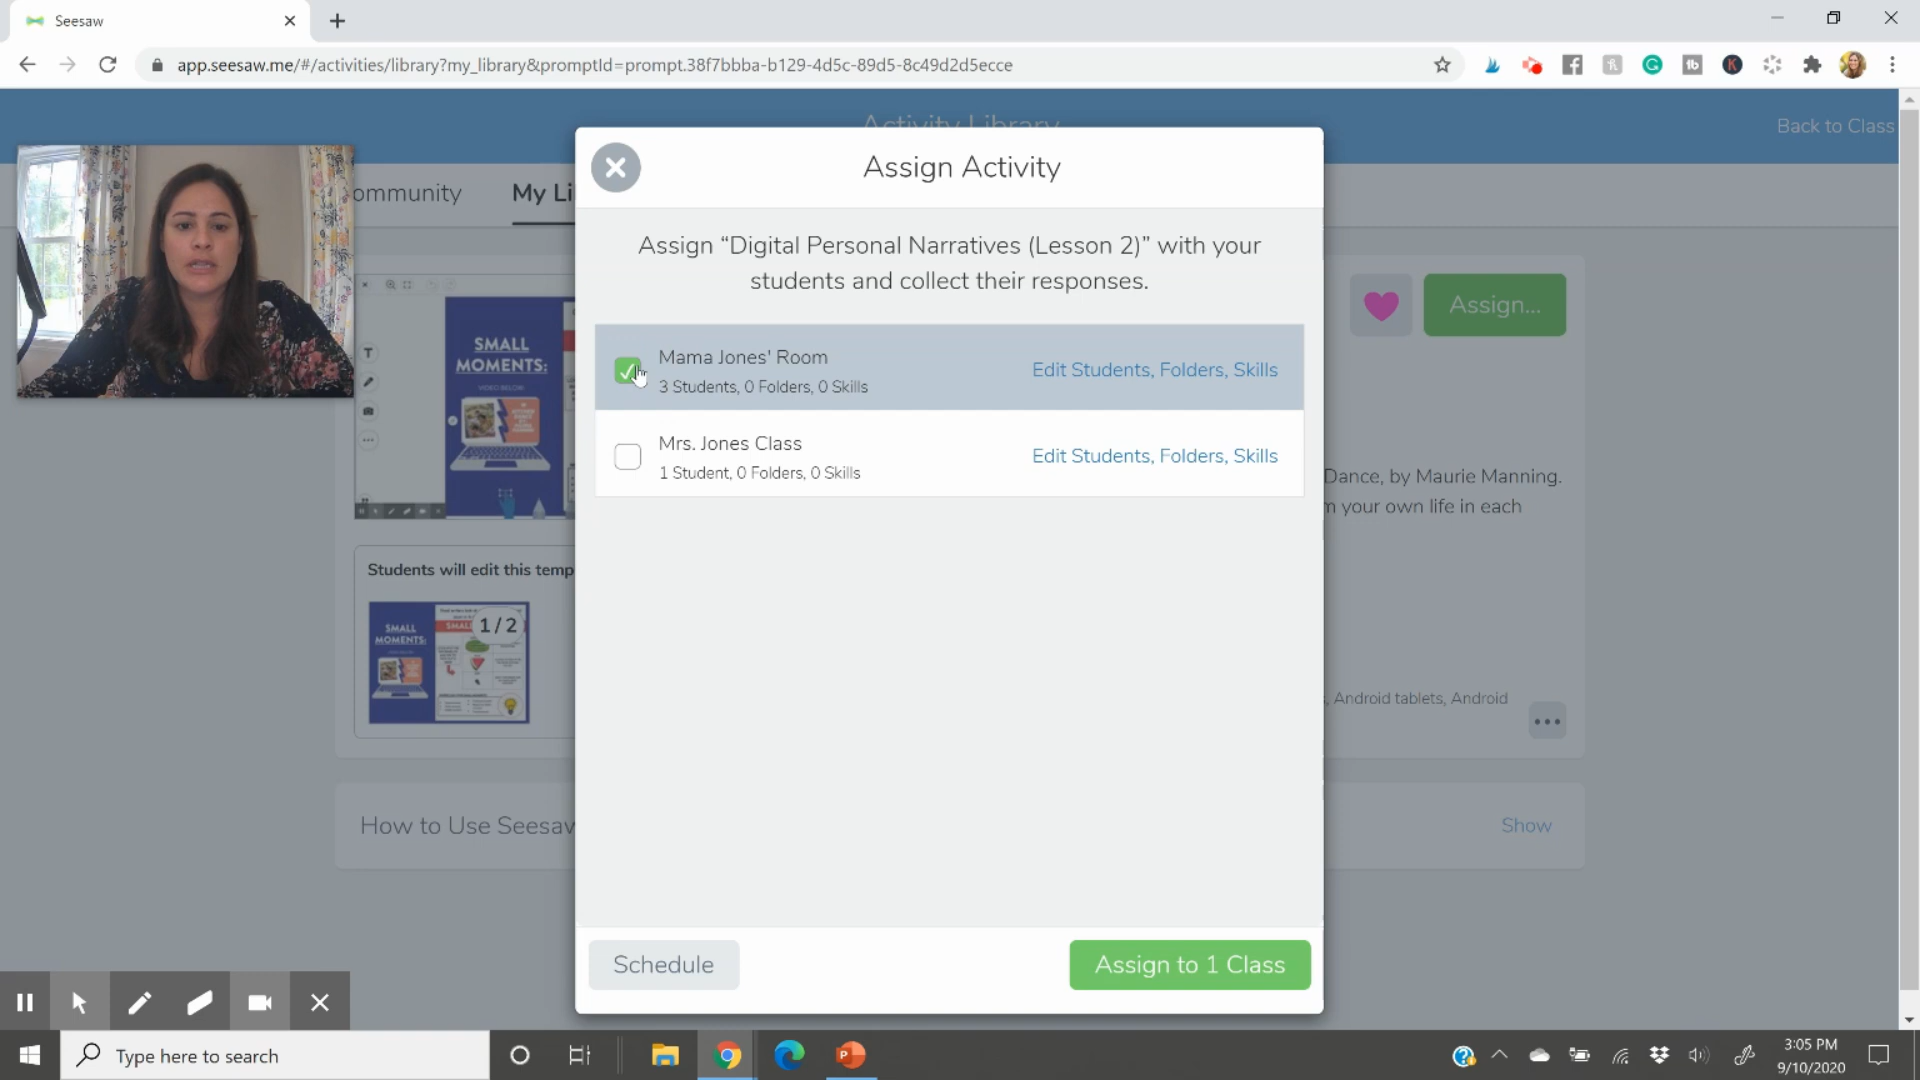 Seesaw
app.seesaw.me/#/activities/library?my_library&promptId=prompt.38f7bbba-b129-4d5c-89d5-8c49d2d5ecce
Activity Library
Back to Class
ommunity
My Li
Assign Activity
Assign “Digital Personal Narratives (Lesson 2)” with your
students and collect their responses.
Assign...
Mama Jones' Room
3 Students, 0 Folders, 0 Skills
Edit Students, Folders, Skills
Mrs. Jones Class
1 Student, 0 Folders, 0 Skills
Edit Students, Folders, Skills
SMALL
MOMENTS:
VIDEO BELOW:
Dance, by Maurie Manning.
m your own life in each
Students will edit this temp
SMALL
MOMENTS:
1 / 2
, Android tablets, Android
How to Use Seesaw
Show
Schedule
Assign to 1 Class
Type here to search
3:05 PM
9/10/2020